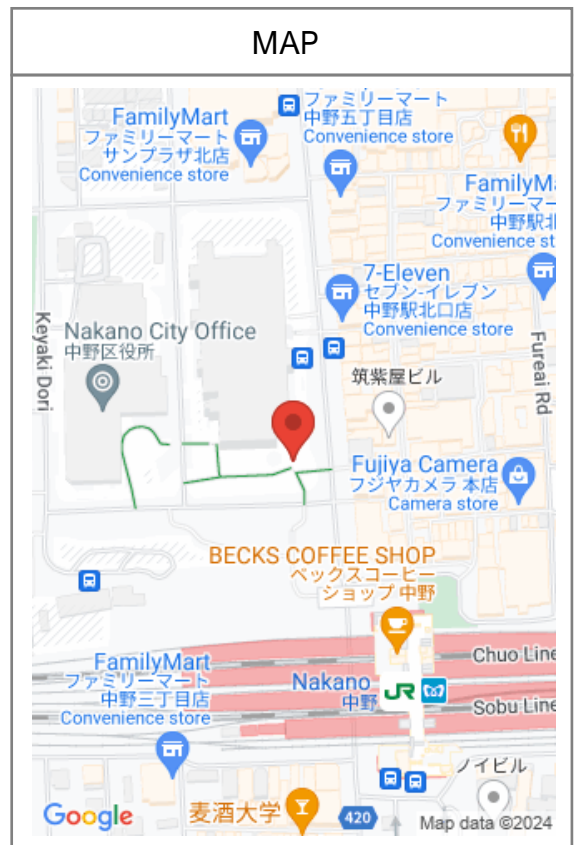 MAP
FamilyMart
ファミリーマート
サンプラザ北店
Convenience store
ファミリーマート
中野五丁目店
Convenience store
FamilyMa
ファミリーマー
中野駅北
Convenience st
7-Eleven
セブン-イレブン
中野駅北口店
Convenience store
Keyaki Dori
Nakano City Office
中野区役所
筑紫屋ビル
Fureai Rd
Fujiya Camera
フジヤカメラ 本店
Camera store
BECKS COFFEE SHOP
ベックスコーヒー
ショップ 中野
Chuo Line
FamilyMart
ファミリーマート
中野三丁目店
Convenience store
Nakano
中野
JR
Sobu Line
ノイビル
麦酒大学
420
Google
Map data ©2024